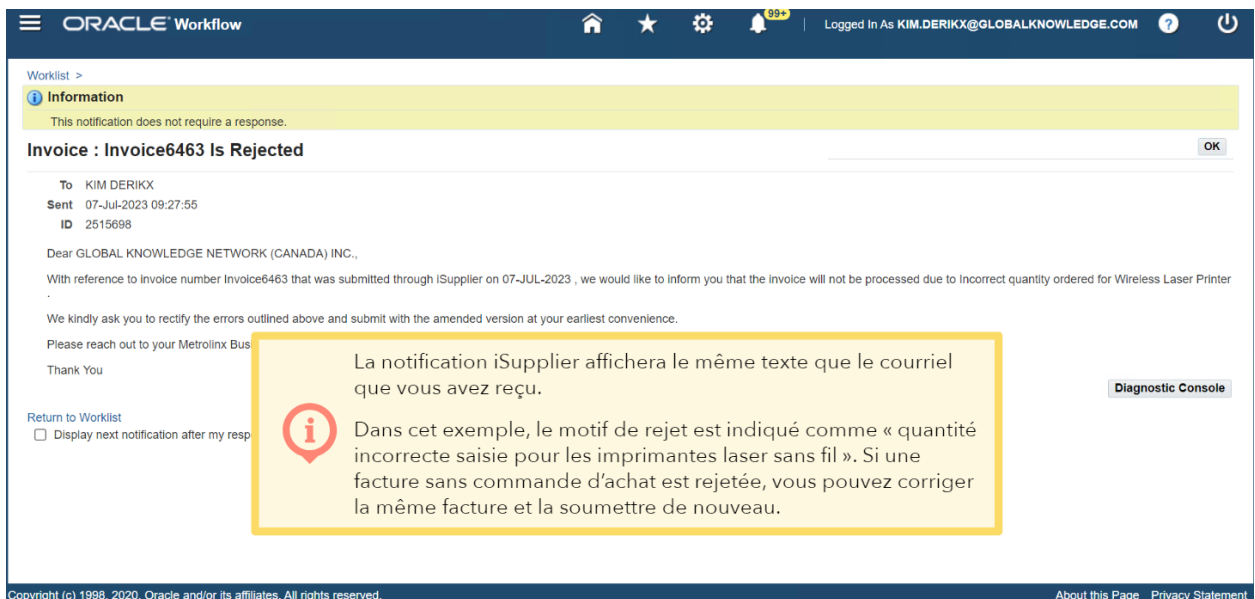 ORACLE Workflow 99+ Logged In As KIM.DERIKX@GLOBALKNOWLEDGE.COM ?
Worklist >
i Information
This notification does not require a response.
Invoice : Invoice6463 Is Rejected OK
To KIM DERIKX
Sent 07-Jul-2023 09:27:55
ID 2515698
Dear GLOBAL KNOWLEDGE NETWORK (CANADA) INC.,
With reference to invoice number Invoice6463 that was submitted through iSupplier on 07-JUL-2023 , we would like to inform you that the invoice will not be processed due to Incorrect quantity ordered for Wireless Laser Printer
.
We kindly ask you to rectify the errors outlined above and submit with the amended version at your earliest convenience.
Please reach out to your Metrolinx
Thank You
Diagnostic Console
Return to Worklist
Display next notification after my
La notification iSupplier affichera le même texte que le courriel
que vous avez reçu.
i
Dans cet exemple, le motif de rejet est indiqué comme « quantité
incorrecte saisie pour les imprimantes laser sans fil ». Si une
facture sans commande d’achat est rejetée, vous pouvez corriger
la même facture et la soumettre de nouveau.
Copyright (c) 1998, 2020, Oracle and/or its affiliates. All rights reserved. About this Page Privacy Statement